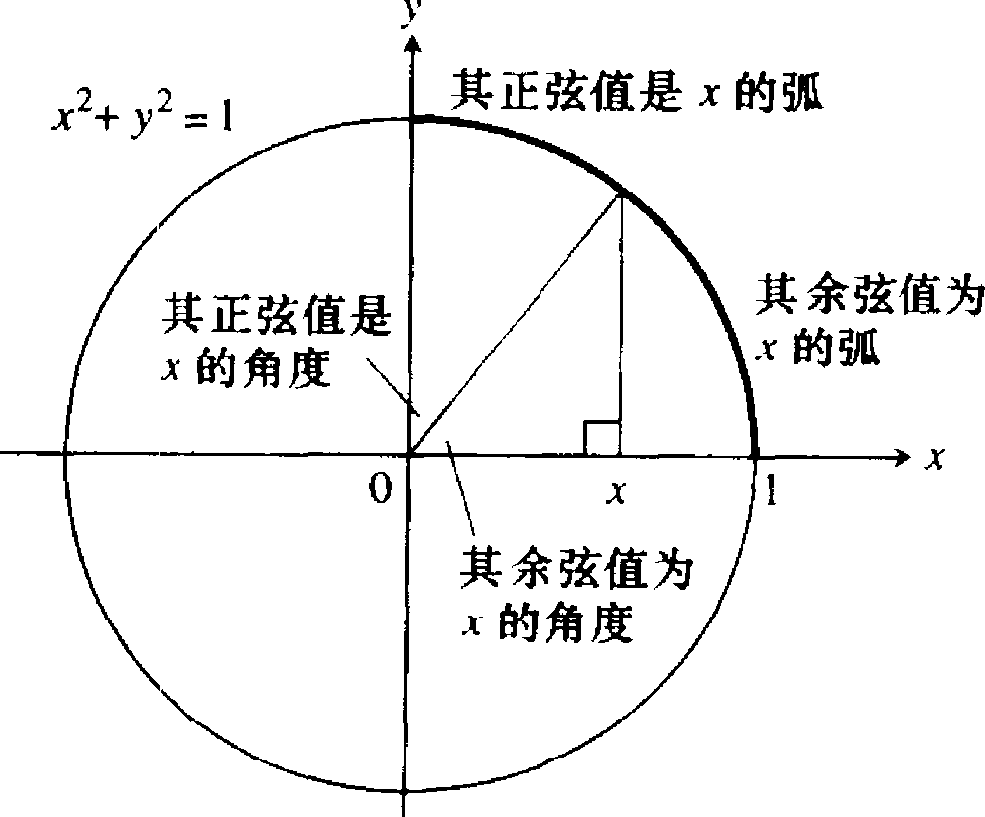 y
其正弦值是 x 的弧
x² + y² = 1
其余弦值为
x 的弧
其正弦值是
x 的角度
x
0
x
1
其余弦值为
x 的角度